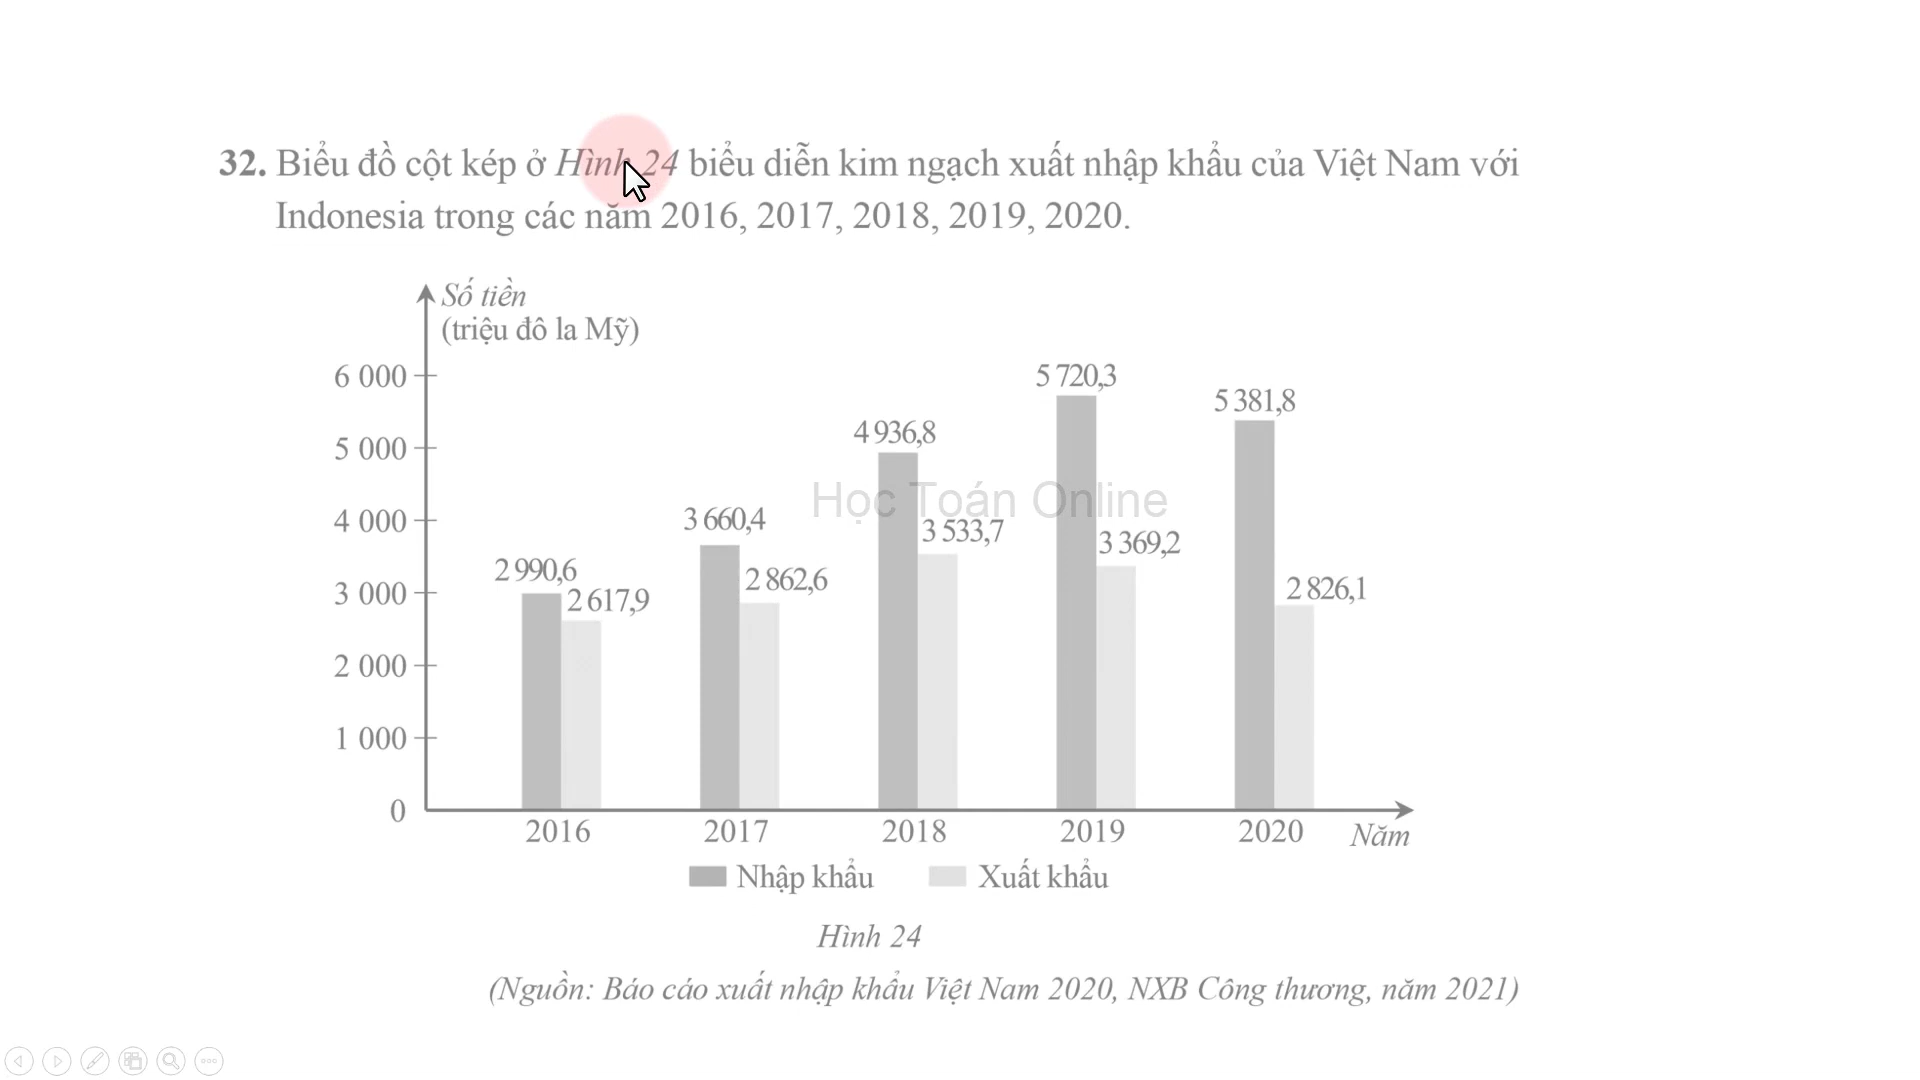 32. Biểu đồ cột kép ở Hình 24 biểu diễn kim ngạch xuất nhập khẩu của Việt Nam với
Indonesia trong các năm 2016, 2017, 2018, 2019, 2020.
Số tiền
(triệu đô la Mỹ)
6 000
5 000
4 000
3 000
2 000
1 000
0
2 990,6
2 617,9
3 660,4
2 862,6
4 936,8
3 533,7
5 720,3
3 369,2
5 381,8
2 826,1
Học Toán Online
2016 2017 2018 2019 2020 Năm
Nhập khẩu Xuất khẩu
Hình 24
(Nguồn: Báo cáo xuất nhập khẩu Việt Nam 2020, NXB Công thương, năm 2021)